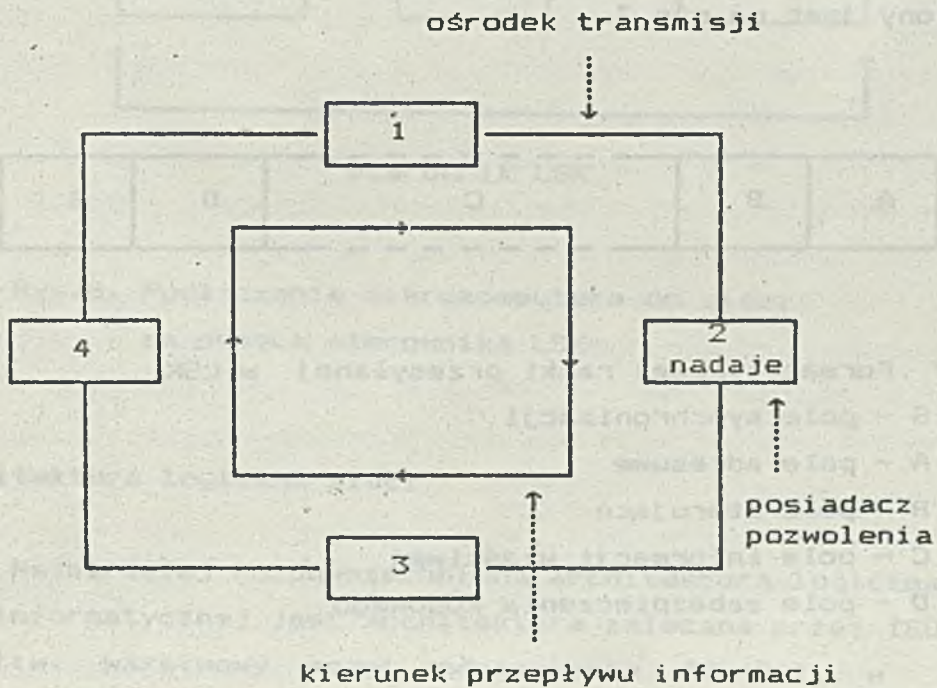 ośrodek transmisji
1
4
2
nadaje
posiadacz
pozwolenia
3
kierunek przepływu informacji